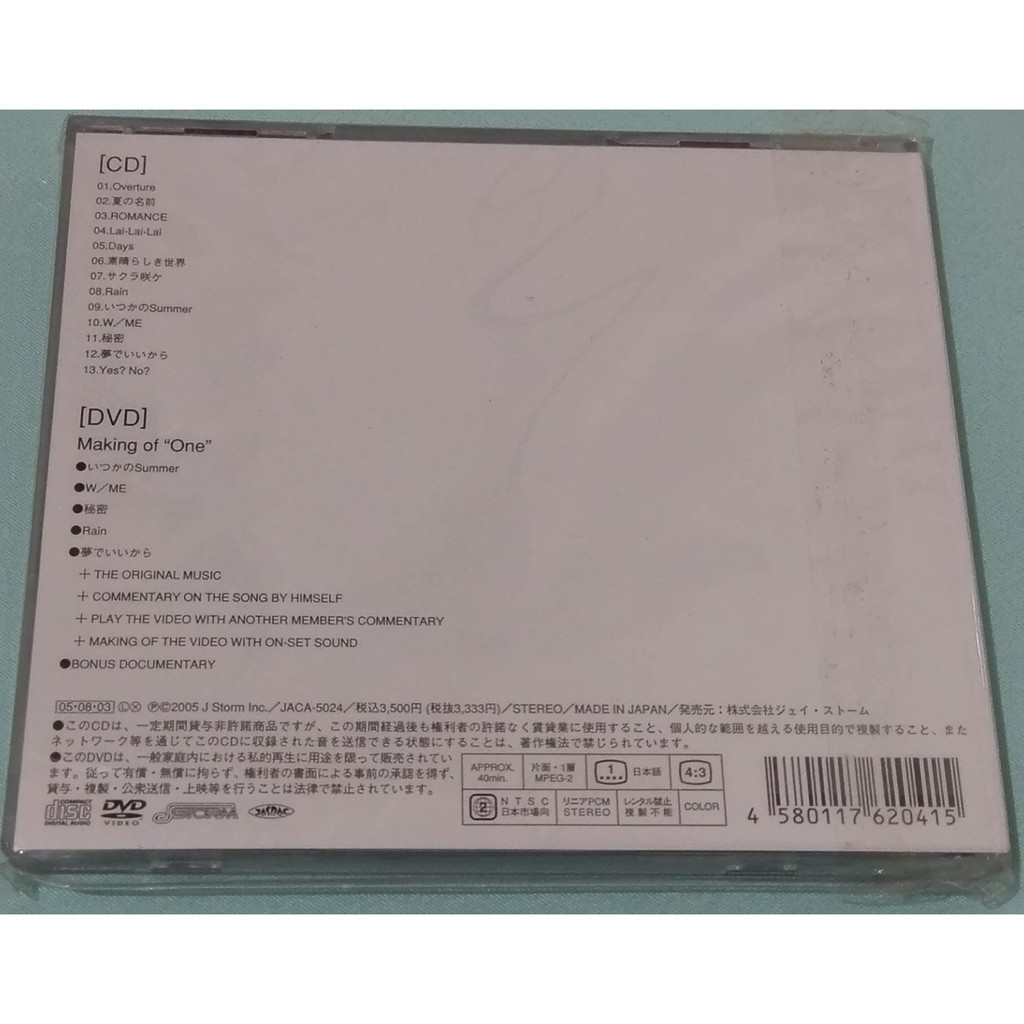 [CD]
01.Overture
02.夏の名前
03.ROMANCE
04.Lai-Lai-Lai
05.Days
06.素晴らしき世界
07.サクラ咲ケ
08.Rain
09.いつかのSummer
10.W／ME
11.秘密
12.夢でいいから
13.Yes? No?
[DVD]
Making of “One”
●いつかのSummer
●W／ME
●秘密
●Rain
●夢でいいから
＋THE ORIGINAL MUSIC
＋COMMENTARY ON THE SONG BY HIMSELF
＋PLAY THE VIDEO WITH ANOTHER MEMBER'S COMMENTARY
＋MAKING OF THE VIDEO WITH ON-SET SOUND
●BONUS DOCUMENTARY
05・08・03 Ⓛ Ⓧ ℗©2005 J Storm Inc.／JACA-5024／税込3,500円 (税抜3,333円)／STEREO／MADE IN JAPAN／発売元：株式会社ジェイ・ストーム
●このCDは、一定期間貸与非許諾商品ですが、この期間経過後も権利者の許諾なく賃貸業に使用すること、個人的な範囲を越える使用目的で複製すること、また
ネットワーク等を通じてこのCDに収録された音を送信できる状態にすることは、著作権法で禁じられています。
●このDVDは、一般家庭内における私的再生に用途を限って販売されてい
ます。従って有償・無償に拘らず、権利者の書面による事前の承認を得ず、
貸与・複製・公衆送信・上映等を行うことは法律で禁止されています。
APPROX. 40min.
片面・1層 MPEG-2
1 日本語
4:3
2 NTSC 日本市場向
リニアPCM STEREO
レンタル禁止 複製不能
COLOR
COMPACT disc DIGITAL AUDIO
DVD VIDEO
J STORM
JASRAC
4 580117 620415